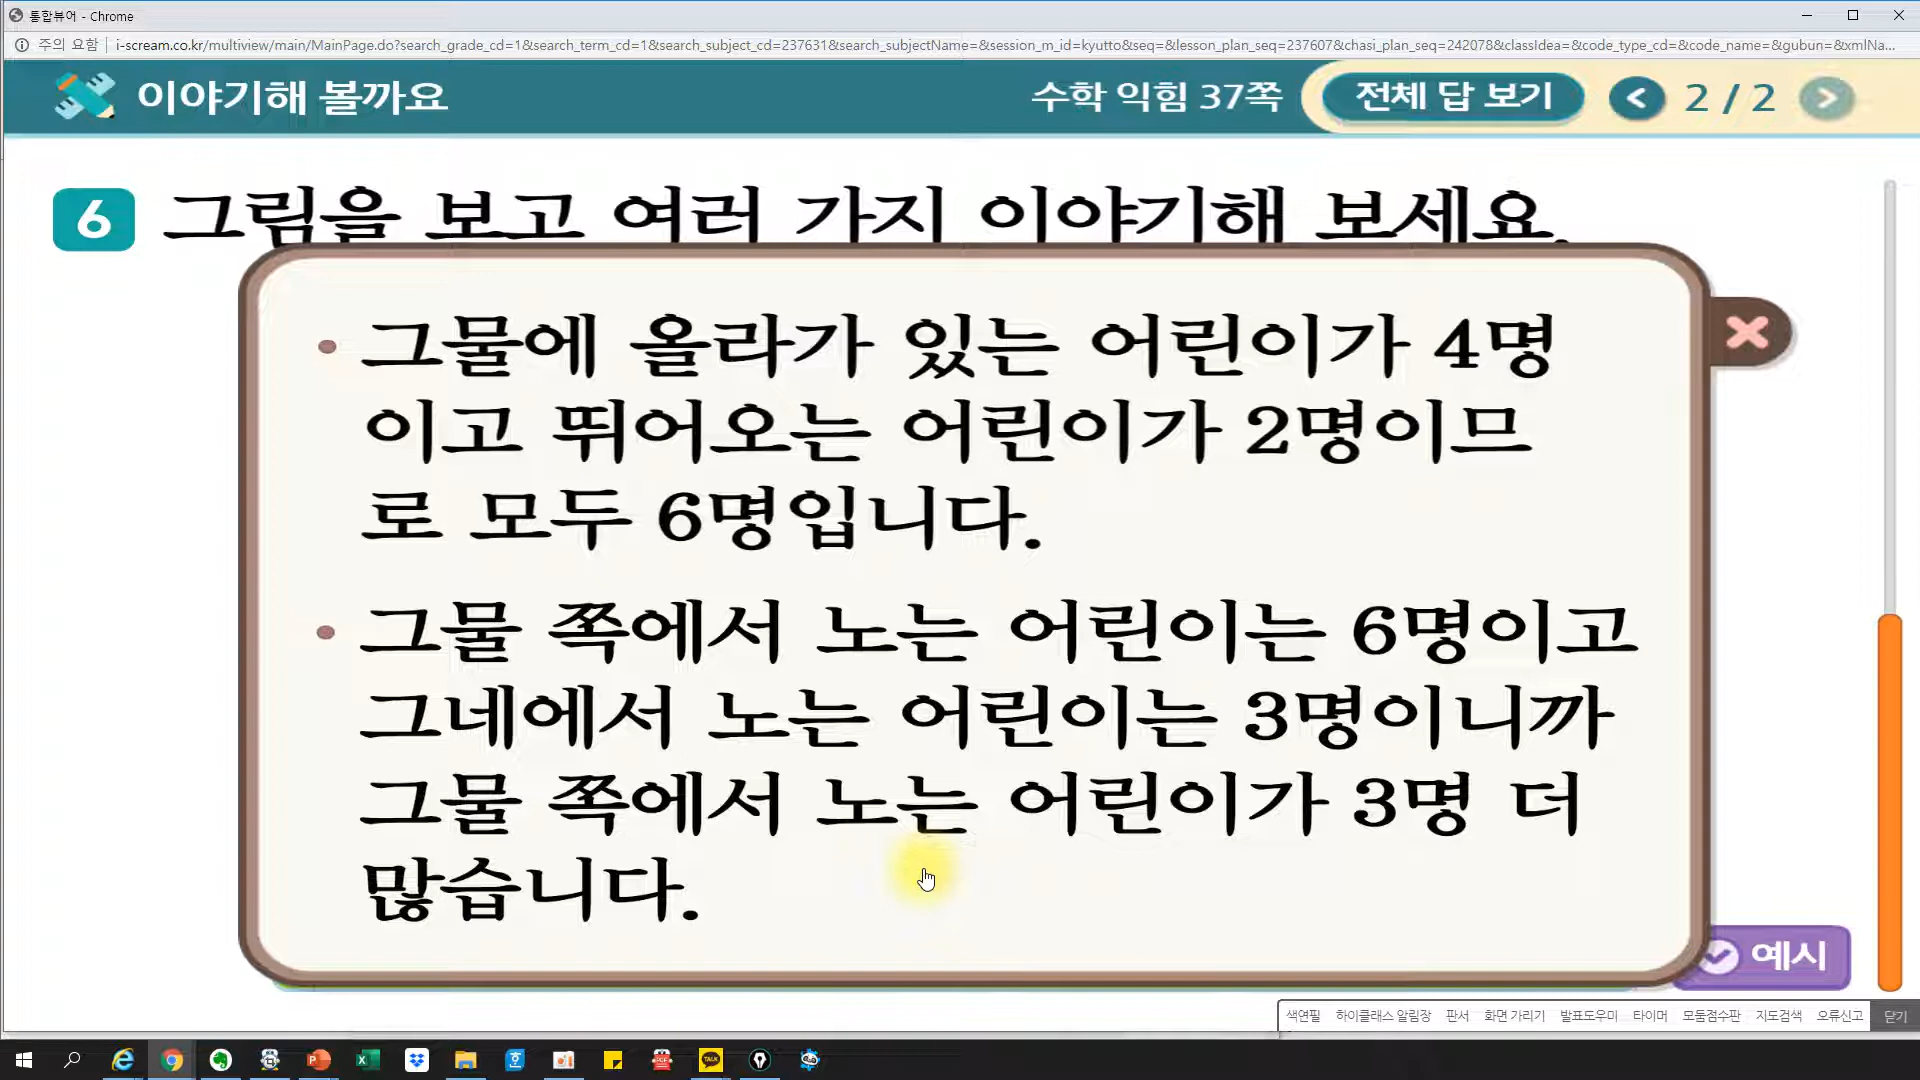 통합뷰어 - Chrome
주의 요함 i-scream.co.kr/multiview/main/MainPage.do?search_grade_cd=1&search_term_cd=1&search_subject_cd=237631&search_subjectName=&session_m_id=kyutto&seq=&lesson_plan_seq=237607&chasi_plan_seq=242078&classIdea=&code_type_cd=&code_name=&gubun=&xmlNa...
이야기해 볼까요 수학 익힘 37쪽 전체 답 보기 < 2 / 2 >
6 그림을 보고 여러 가지 이야기해 보세요.
• 그물에 올라가 있는 어린이가 4명
이고 뛰어오는 어린이가 2명이므
로 모두 6명입니다.
• 그물 쪽에서 노는 어린이는 6명이고
그네에서 노는 어린이는 3명이니까
그물 쪽에서 노는 어린이가 3명 더
많습니다.
예시
색연필 하이클래스 알림장 판서 화면 가리기 발표도우미 타이머 모둠점수판 지도검색 오류신고 닫기